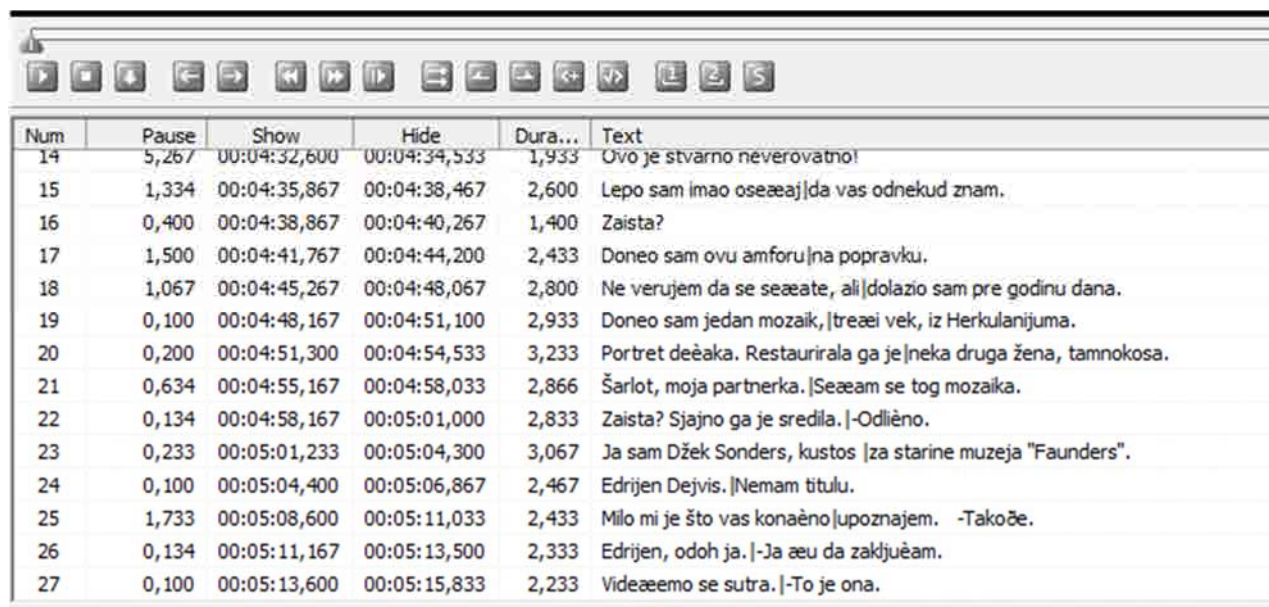 1 2 S
Num Pause Show Hide Dura... Text
14 5,267 00:04:32,600 00:04:34,533 1,933 Ovo je stvarno neverovatno!
15 1,334 00:04:35,867 00:04:38,467 2,600 Lepo sam imao oseæaj|da vas odnekud znam.
16 0,400 00:04:38,867 00:04:40,267 1,400 Zaista?
17 1,500 00:04:41,767 00:04:44,200 2,433 Doneo sam ovu amforu|na popravku.
18 1,067 00:04:45,267 00:04:48,067 2,800 Ne verujem da se seæate, ali|dolazio sam pre godinu dana.
19 0,100 00:04:48,167 00:04:51,100 2,933 Doneo sam jedan mozaik,|treæi vek, iz Herkulanijuma.
20 0,200 00:04:51,300 00:04:54,533 3,233 Portret deèaka. Restaurirala ga je|neka druga žena, tamnokosa.
21 0,634 00:04:55,167 00:04:58,033 2,866 Šarlot, moja partnerka.|Seæam se tog mozaika.
22 0,134 00:04:58,167 00:05:01,000 2,833 Zaista? Sjajno ga je sredila.|-Odlièno.
23 0,233 00:05:01,233 00:05:04,300 3,067 Ja sam Džek Sonders, kustos |za starine muzeja "Faunders".
24 0,100 00:05:04,400 00:05:06,867 2,467 Edrijen Dejvis.|Nemam titulu.
25 1,733 00:05:08,600 00:05:11,033 2,433 Milo mi je što vas konaèno|upoznajem. -Takoðe.
26 0,134 00:05:11,167 00:05:13,500 2,333 Edrijen, odoh ja.|-Ja æu da zakljuèam.
27 0,100 00:05:13,600 00:05:15,833 2,233 Videæemo se sutra.|-To je ona.